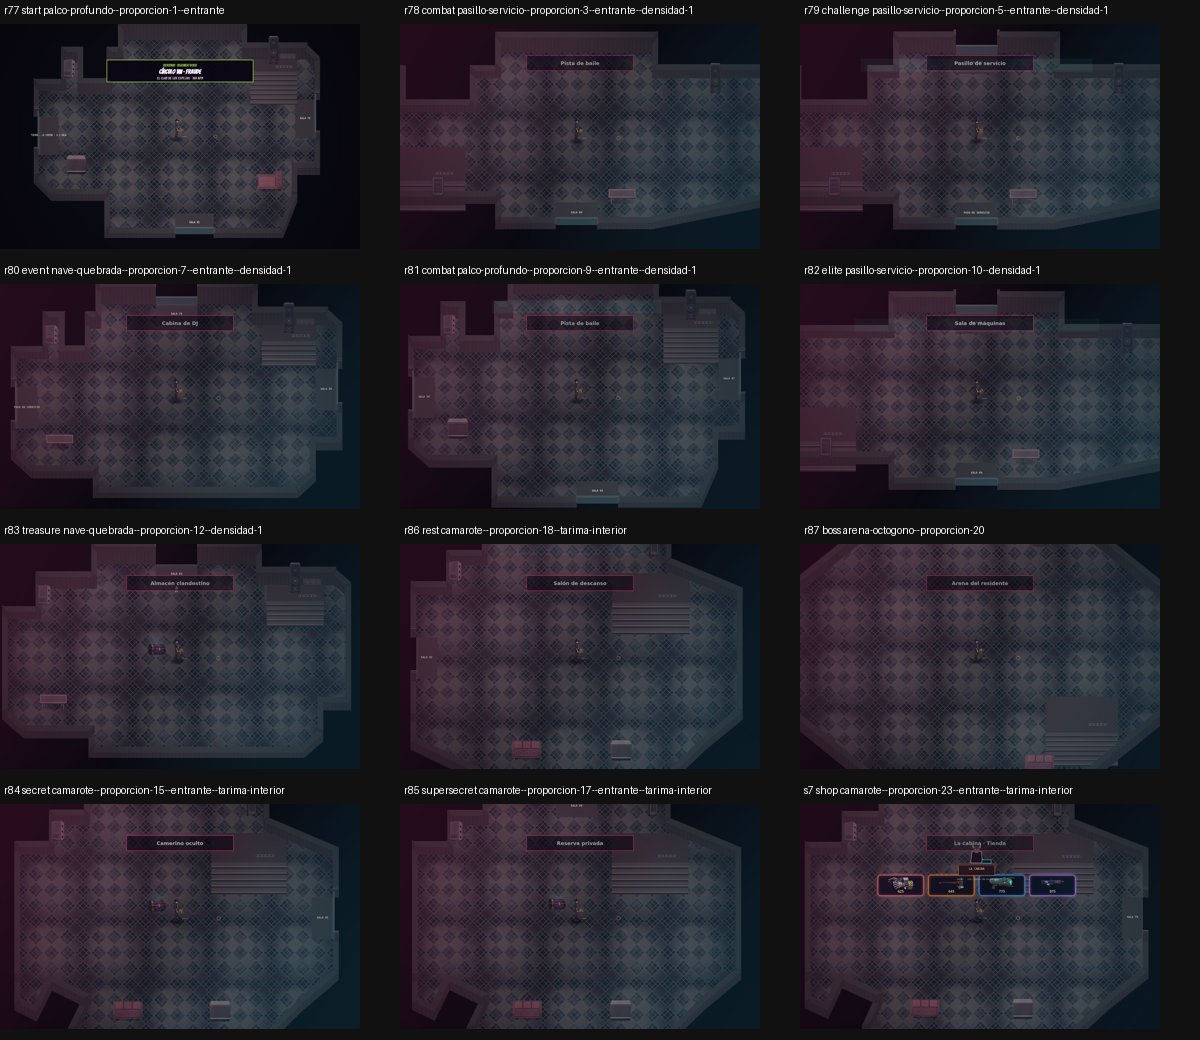 r77 start palco-profundo--proporcion-1--entrante
r78 combat pasillo-servicio--proporcion-3--entrante--densidad-1
r79 challenge pasillo-servicio--proporcion-5--entrante--densidad-1
CÍRCULO VIII · FRAUDE
Pista de baile
Pasillo de servicio
r80 event nave-quebrada--proporcion-7--entrante--densidad-1
r81 combat palco-profundo--proporcion-9--entrante--densidad-1
r82 elite pasillo-servicio--proporcion-10--densidad-1
Cabina de DJ
Pista de baile
Sala de máquinas
r83 treasure nave-quebrada--proporcion-12--densidad-1
r86 rest camarote--proporcion-18--tarima-interior
r87 boss arena-octogono--proporcion-20
Almacén clandestino
Salón de descanso
Arena del residente
r84 secret camarote--proporcion-15--entrante--tarima-interior
r85 supersecret camarote--proporcion-17--entrante--tarima-interior
s7 shop camarote--proporcion-23--entrante--tarima-interior
Camerino oculto
Reserva privada
La cabina · Tienda
LA CABINA